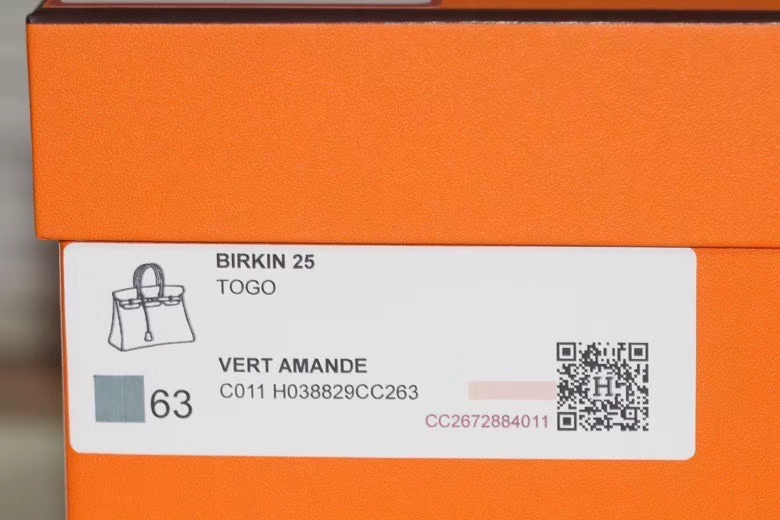 BIRKIN 25
TOGO
VERT AMANDE
63
C011 H038829CC263
CC2672884011
H